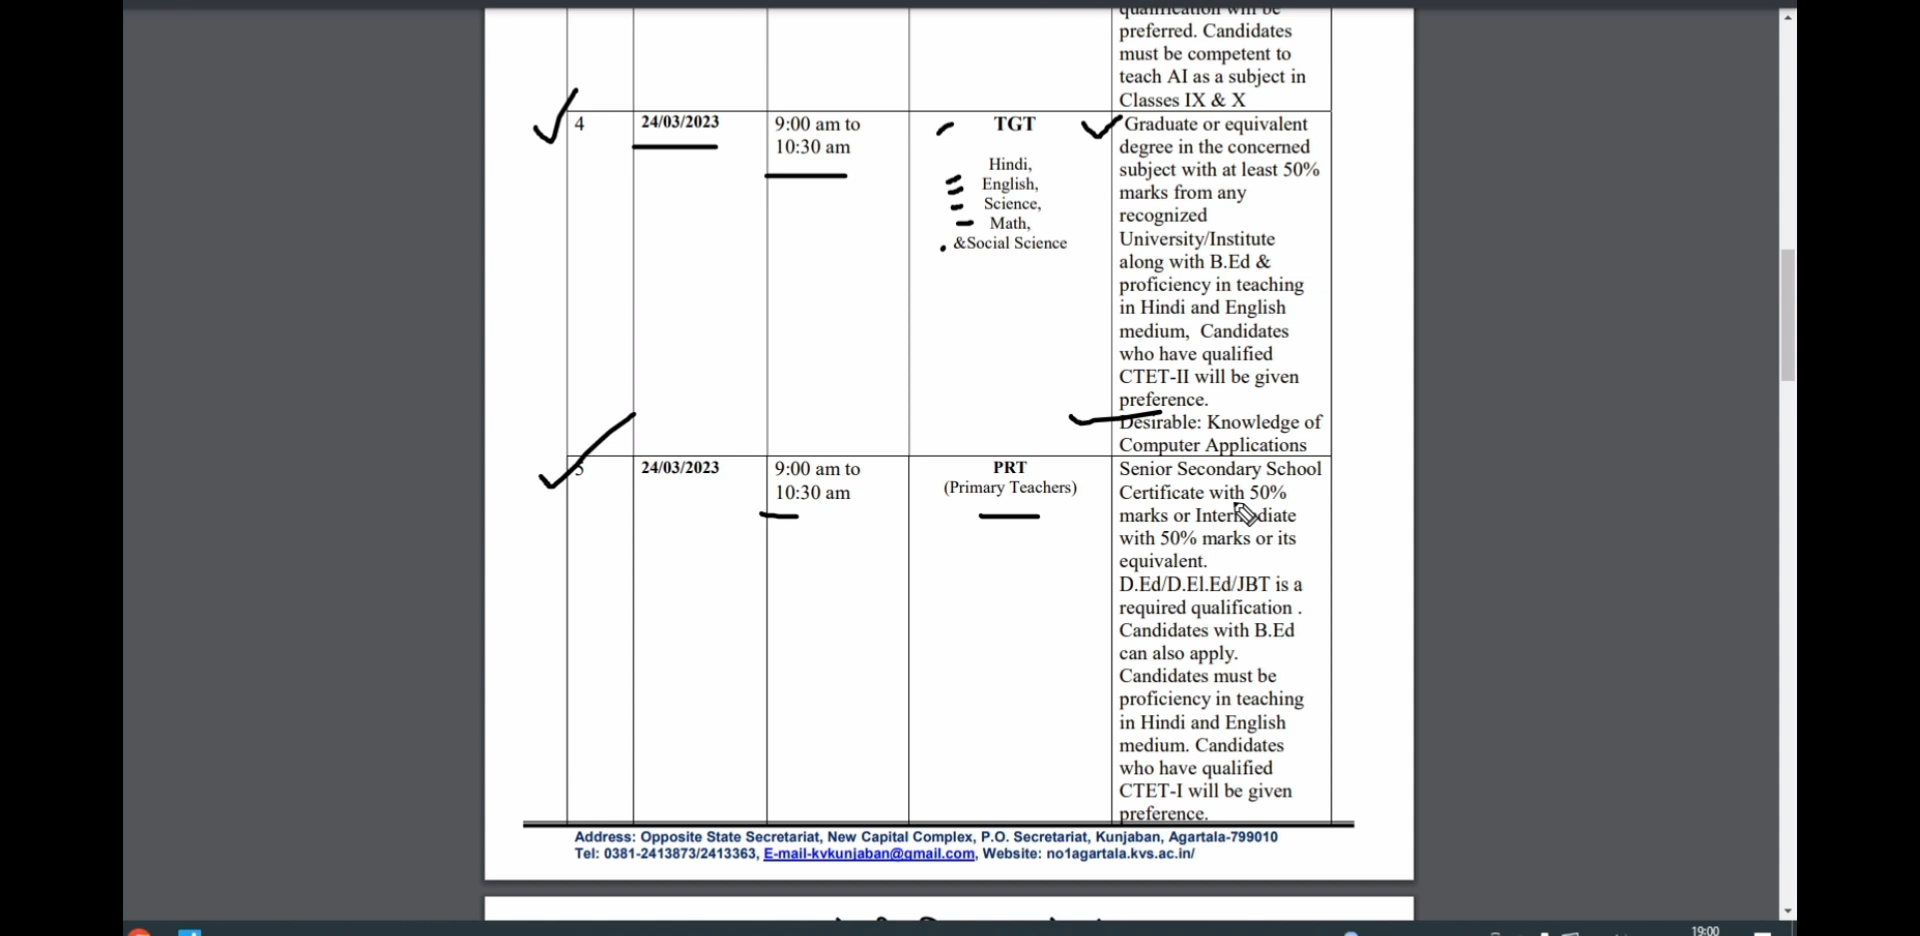 preferred. Candidates
must be competent to
teach AI as a subject in
Classes IX & X
4
24/03/2023
9:00 am to
10:30 am
TGT
Hindi,
English,
Science,
Math,
&Social Science
Graduate or equivalent
degree in the concerned
subject with at least 50%
marks from any
recognized
University/Institute
along with B.Ed &
proficiency in teaching
in Hindi and English
medium, Candidates
who have qualified
CTET-II will be given
preference.
Desirable: Knowledge of
Computer Applications
5
24/03/2023
9:00 am to
10:30 am
PRT
(Primary Teachers)
Senior Secondary School
Certificate with 50%
marks or Intermediate
with 50% marks or its
equivalent.
D.Ed/D.El.Ed/JBT is a
required qualification .
Candidates with B.Ed
can also apply.
Candidates must be
proficiency in teaching
in Hindi and English
medium. Candidates
who have qualified
CTET-I will be given
preference.
Address: Opposite State Secretariat, New Capital Complex, P.O. Secretariat, Kunjaban, Agartala-799010
Tel: 0381-2413873/2413363, E-mail-kvkunjaban@gmail.com, Website: no1agartala.kvs.ac.in/
19:00